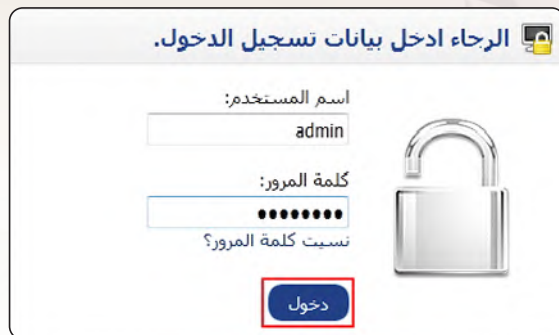 الرجاء ادخل بيانات تسجيل الدخول.
اسم المستخدم:
admin
كلمة المرور:
●●●●●●●●
نسيت كلمة المرور؟
دخول